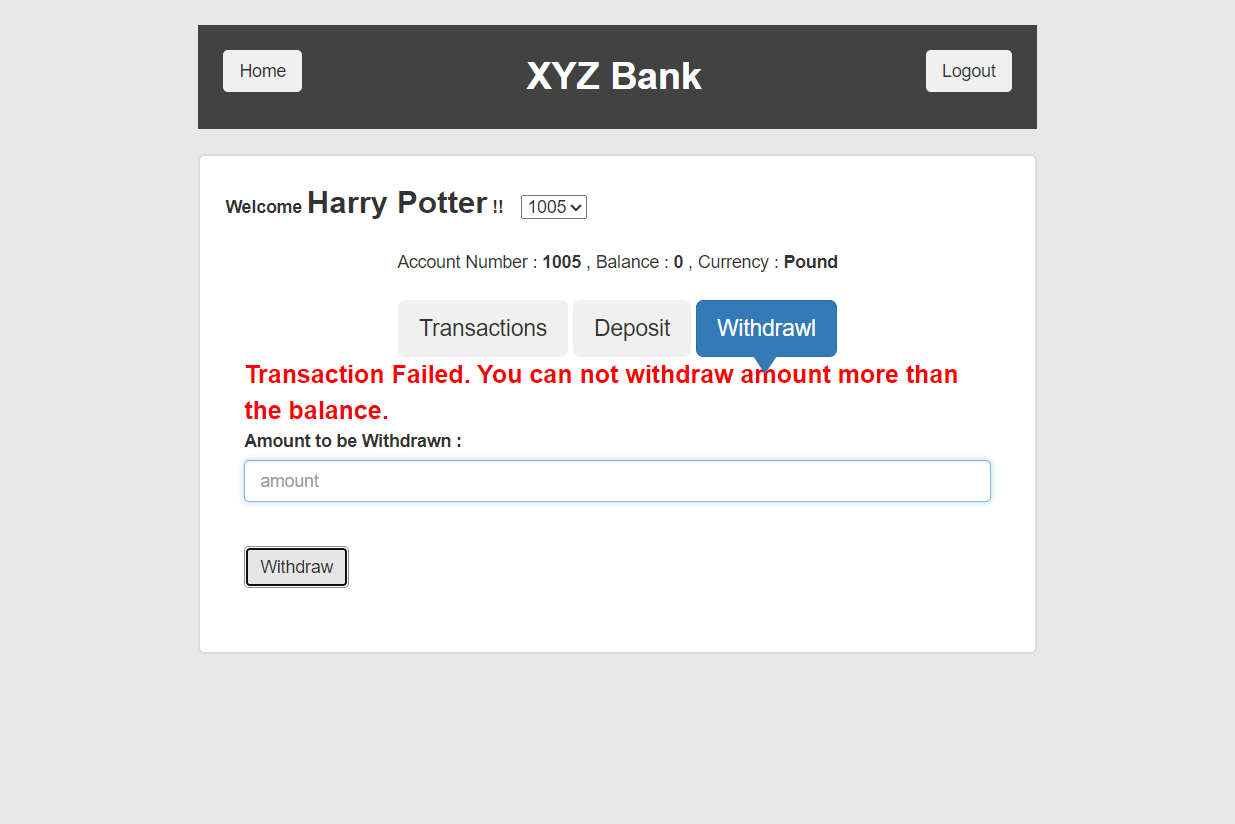 Home
XYZ Bank
Logout
Welcome Harry Potter !! 1005
Account Number : 1005 , Balance : 0 , Currency : Pound
Transactions
Deposit
Withdrawl
Transaction Failed. You can not withdraw amount more than
the balance.
Amount to be Withdrawn :
amount
Withdraw